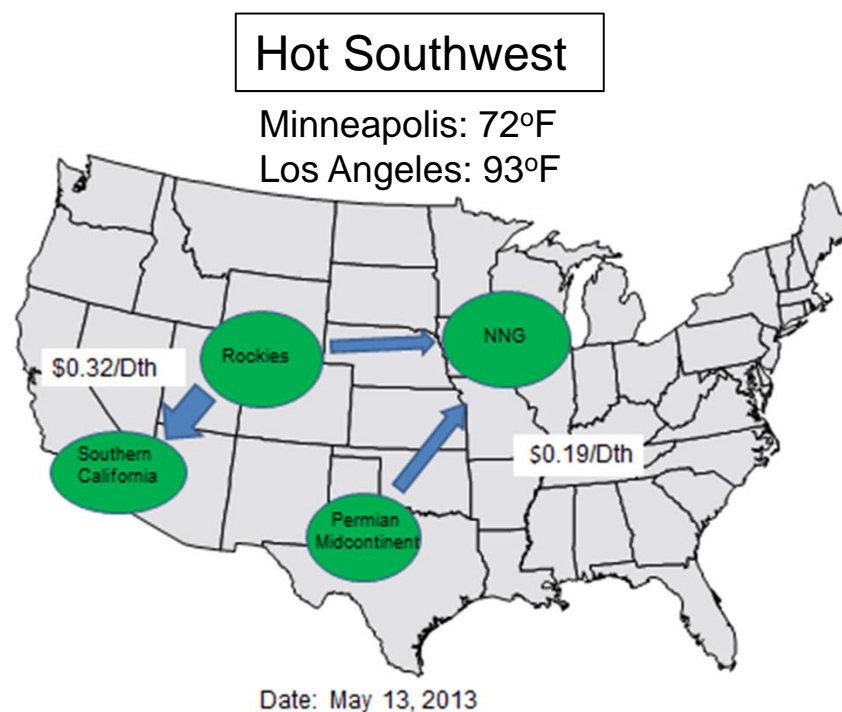 Hot Southwest
Minneapolis: 72°F
Los Angeles: 93°F
Rockies
NNG
$0.32/Dth
Southern
California
$0.19/Dth
Permian
Midcontinent
Date: May 13, 2013